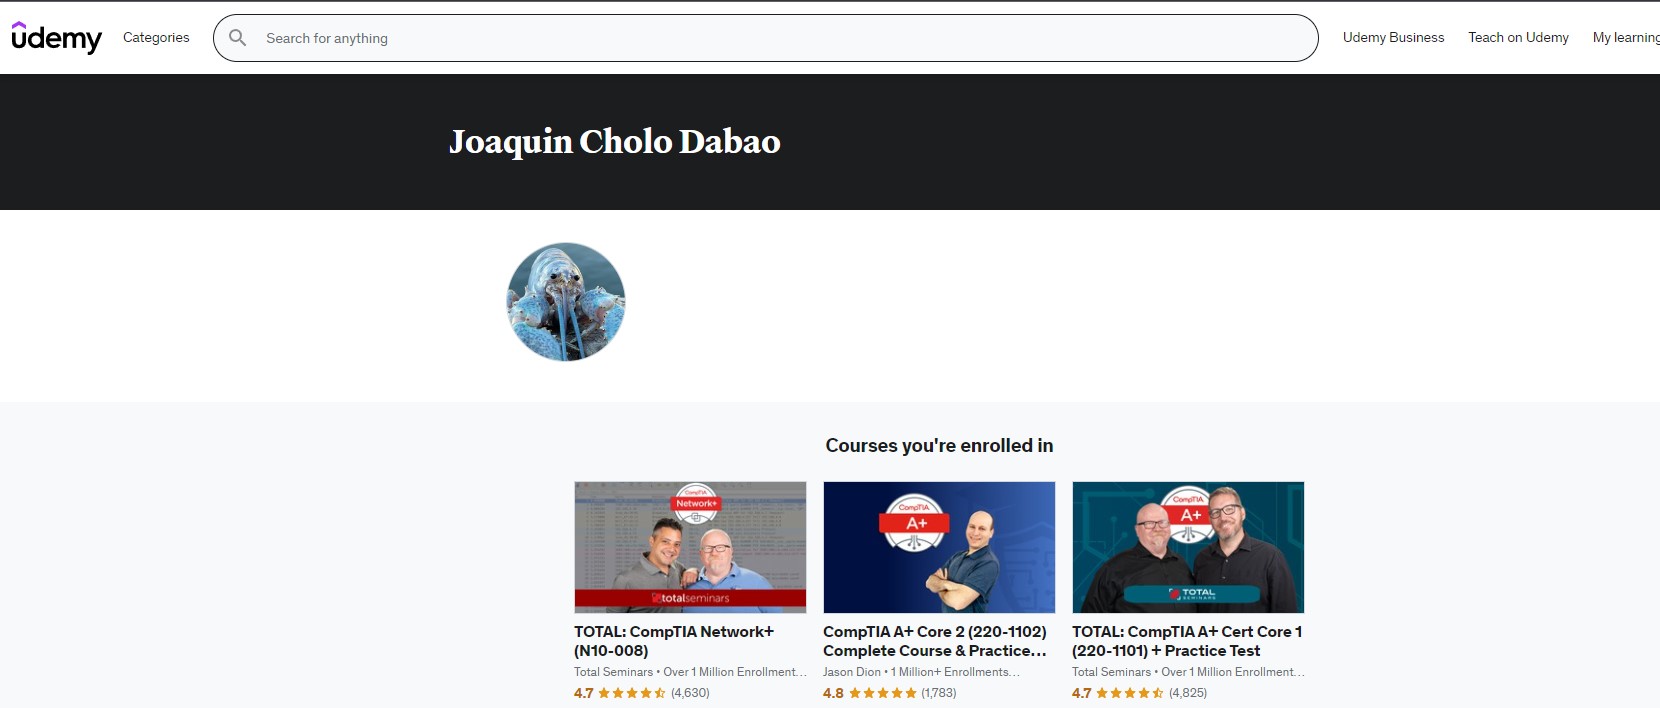 udemy Categories Search for anything Udemy Business Teach on Udemy My learning
Joaquin Cholo Dabao
Courses you're enrolled in
CompTIA
Network+
totalseminars
CompTIA
A+
CompTIA
A+
TOTAL
SEMINARS
TOTAL: CompTIA Network+
(N10-008)
Total Seminars • Over 1 Million Enrollment…
4.7 (4,630)
CompTIA A+ Core 2 (220-1102)
Complete Course & Practice…
Jason Dion • 1 Million+ Enrollments…
4.8 (1,783)
TOTAL: CompTIA A+ Cert Core 1
(220-1101) + Practice Test
Total Seminars • Over 1 Million Enrollment…
4.7 (4,825)